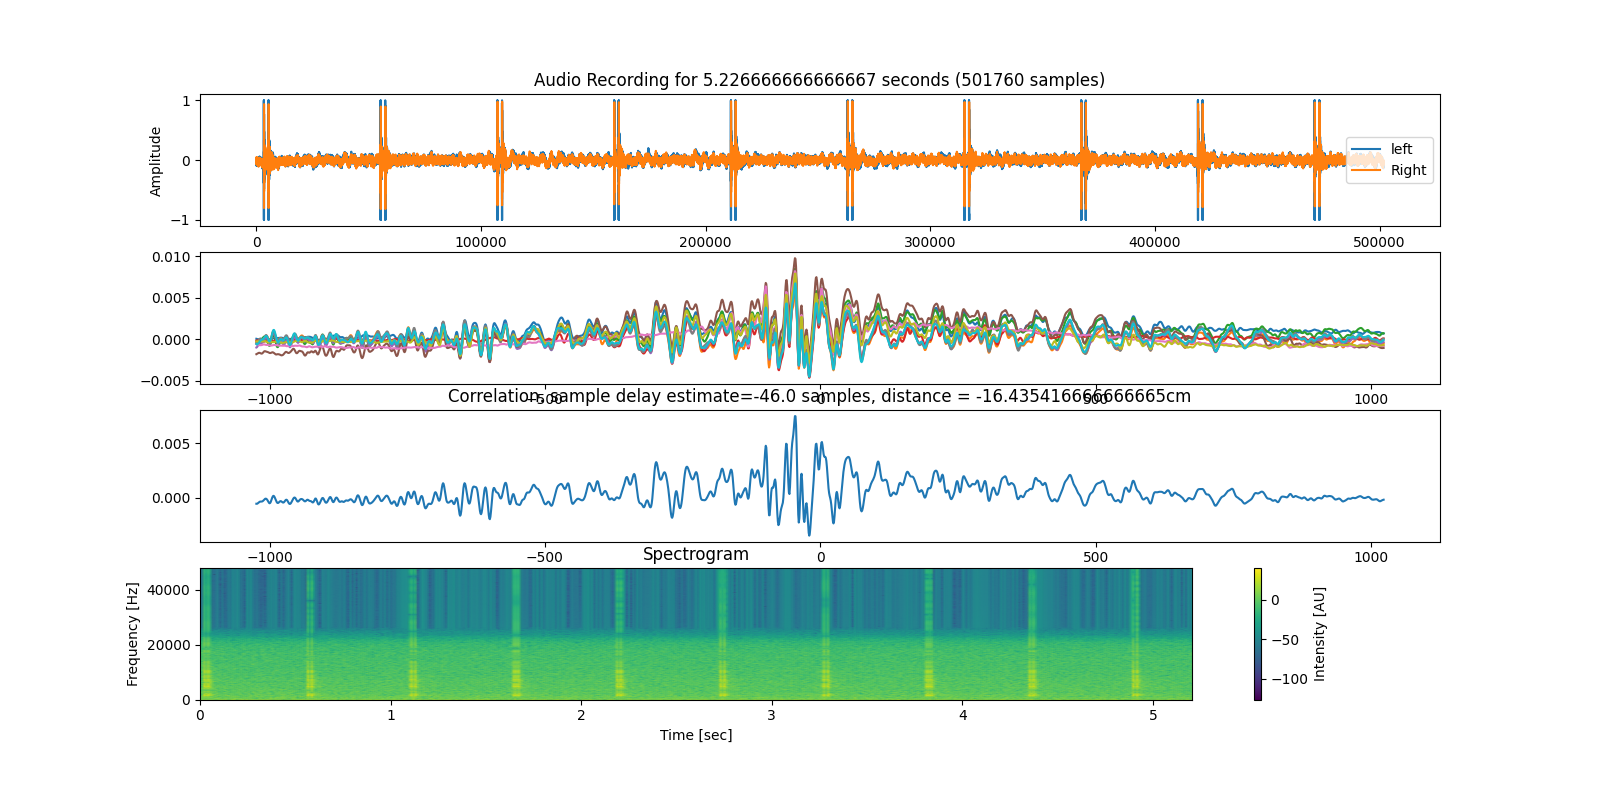 Audio Recording for 5.226666666666667 seconds (501760 samples)
Amplitude
1
0
−1
left
Right
0 100000 200000 300000 400000 500000
0.010
0.005
0.000
−0.005
−1000 −500 0 500 1000
Correlation, sample delay estimate=-46.0 samples, distance = -16.435416666666665cm
0.005
0.000
−1000 −500 0 500 1000
Spectrogram
Frequency [Hz]
40000
20000
0
0 1 2 3 4 5
Time [sec]
0
−50
−100
Intensity [AU]